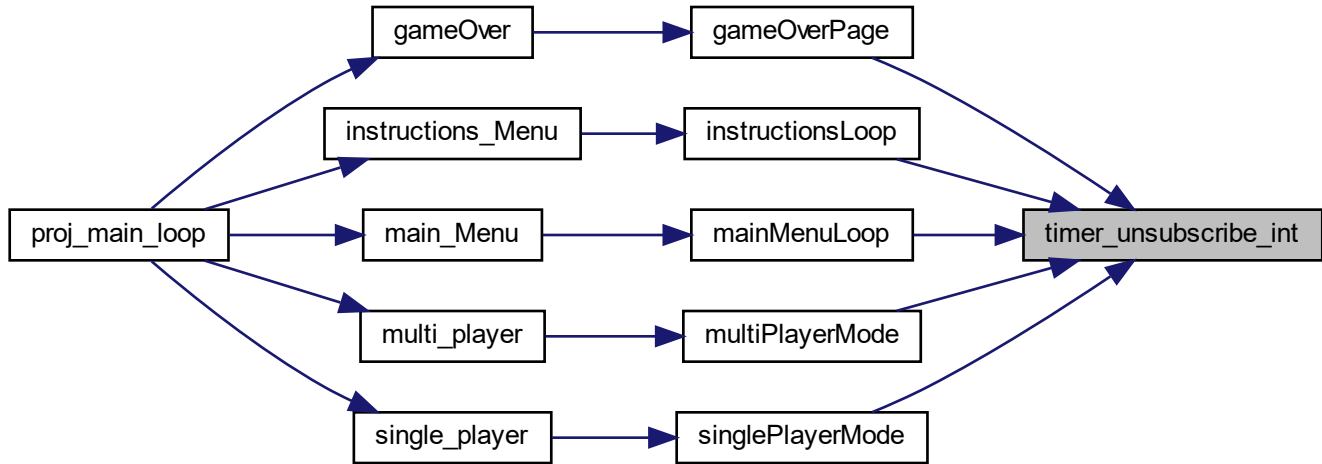 gameOver
gameOverPage
instructions_Menu
instructionsLoop
proj_main_loop
main_Menu
mainMenuLoop
timer_unsubscribe_int
multi_player
multiPlayerMode
single_player
singlePlayerMode